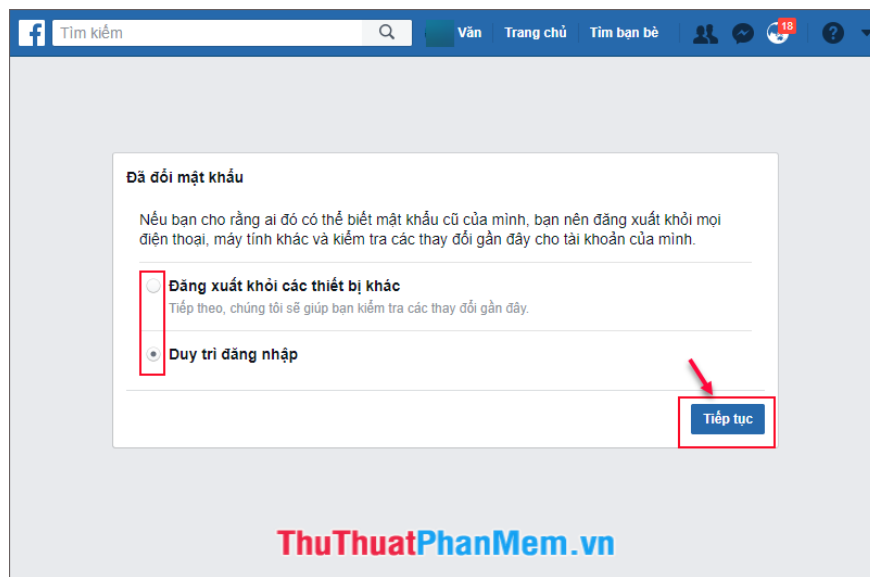 f Tìm kiếm Văn Trang chủ Tìm bạn bè 18 ?
Đã đổi mật khẩu
Nếu bạn cho rằng ai đó có thể biết mật khẩu cũ của mình, bạn nên đăng xuất khỏi mọi
điện thoại, máy tính khác và kiểm tra các thay đổi gần đây cho tài khoản của mình.
Đăng xuất khỏi các thiết bị khác
Tiếp theo, chúng tôi sẽ giúp bạn kiểm tra các thay đổi gần đây.
Duy trì đăng nhập
Tiếp tục
ThuThuatPhanMem.vn